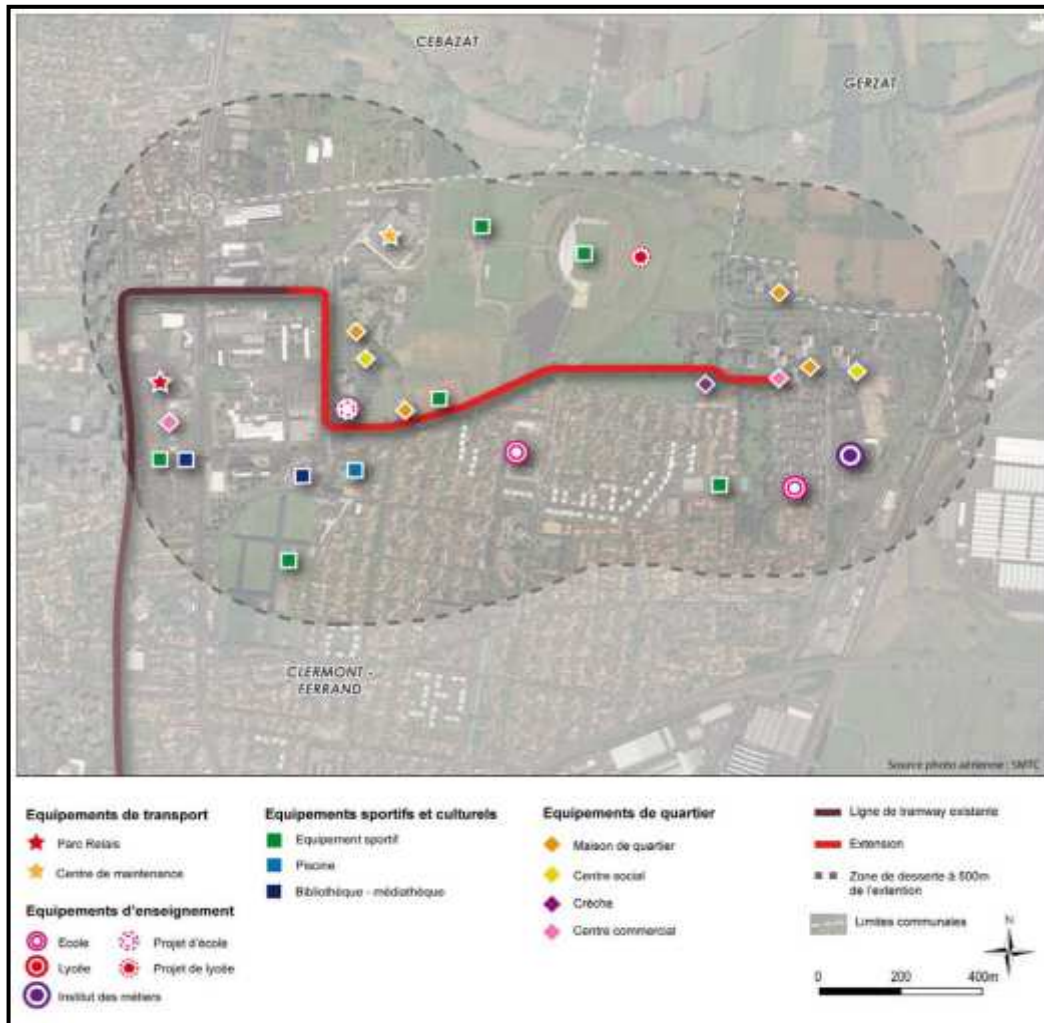 CEBAZAT
GERZAT
CLERMONT -
FERRAND
Source photo aérienne : SMTC
Equipements de transport
Parc Relais
Centre de maintenance
Equipements d'enseignement
Ecole
Projet d'école
Lycée
Projet de lycée
Institut des métiers
Equipements sportifs et culturels
Equipement sportif
Piscine
Bibliothèque - médiathèque
Equipements de quartier
Maison de quartier
Centre social
Crèche
Centre commercial
Ligne de tramway existante
Extension
Zone de desserte à 500m
de l'extention
Limites communales
N
0 200 400m